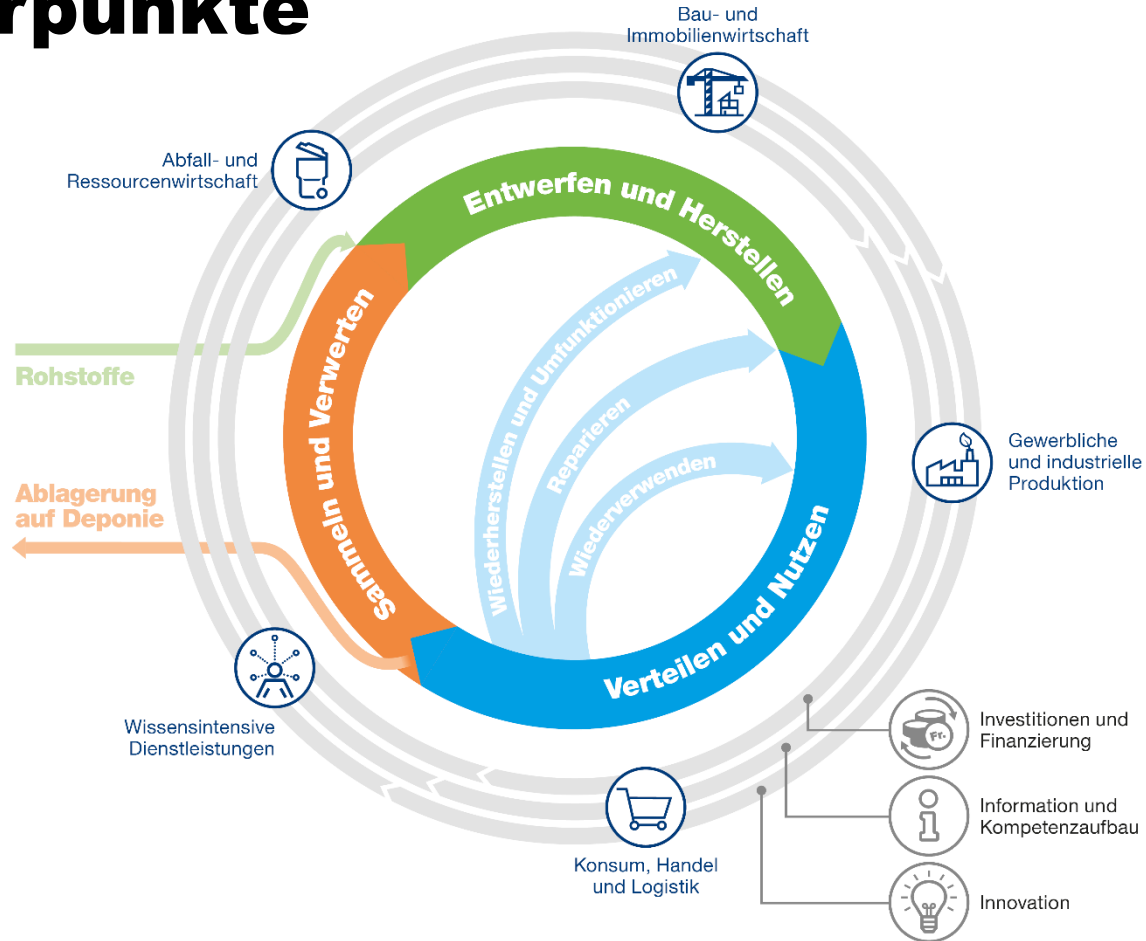 rpunkte
Bau- und
Immobilienwirtschaft
Abfall- und
Ressourcenwirtschaft
Entwerfen und Herstellen
Sammeln und Verwerten
Wiederherstellen und Umfunktionieren
Reparieren
Wiederverwenden
Verteilen und Nutzen
Rohstoffe
Ablagerung
auf Deponie
Gewerbliche
und industrielle
Produktion
Wissensintensive
Dienstleistungen
Konsum, Handel
und Logistik
Fr.
Investitionen und
Finanzierung
i
Information und
Kompetenzaufbau
Innovation